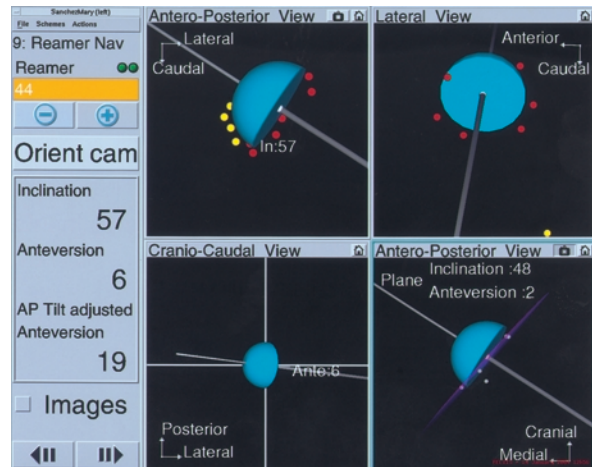 SanchezMary (left)
File Schemes Actions
9: Reamer Nav
Reamer
44
Orient cam
Inclination
57
Anteversion
6
AP Tilt adjusted
Anteversion
19
Images
Antero-Posterior View
Lateral
Caudal
In:57
Lateral View
Anterior
Caudal
Cranio-Caudal View
Ante:6
Posterior
Lateral
Antero-Posterior View
Plane
Inclination :48
Anteversion :2
Cranial
Medial